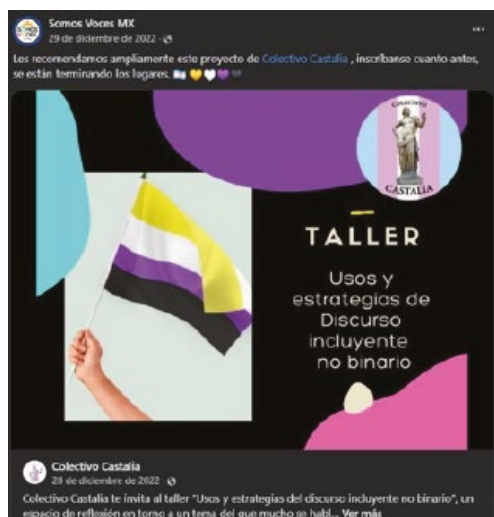 Somos Voces MX
29 de diciembre de 2022 ·
Les recomendamos ampliamente este proyecto de Colectivo Castalia , inscríbanse cuanto antes,
se están terminando los lugares.
COLECTIVO
CASTALIA
TALLER
Usos y
estrategias de
Discurso
incluyente
no binario
Colectivo Castalia
28 de diciembre de 2022 ·
Colectivo Castalia te invita al taller "Usos y estrategias del discurso incluyente no binario", un
espacio de reflexión en torno a un tema del que mucho se habl... Ver más